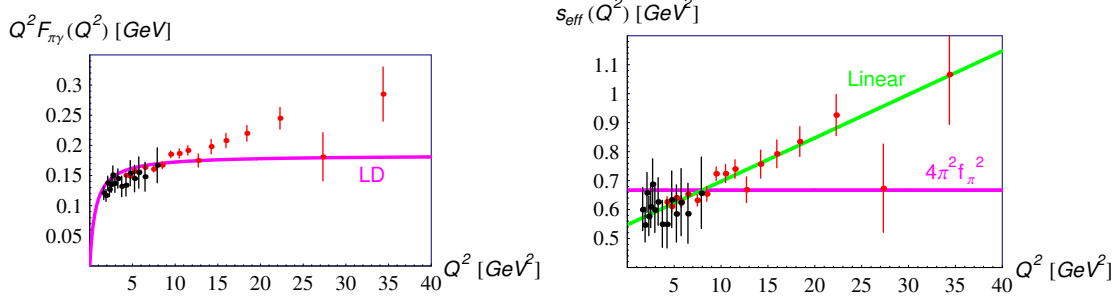 Q² F_πγ(Q²) [GeV]
0.3
0.25
0.2
0.15
0.1
0.05
LD
5 10 15 20 25 30 35 40
Q² [GeV²]
s_eff(Q²) [GeV²]
1.1
1
0.9
0.8
0.7
0.6
0.5
Linear
4π²f_π²
5 10 15 20 25 30 35 40
Q² [GeV²]